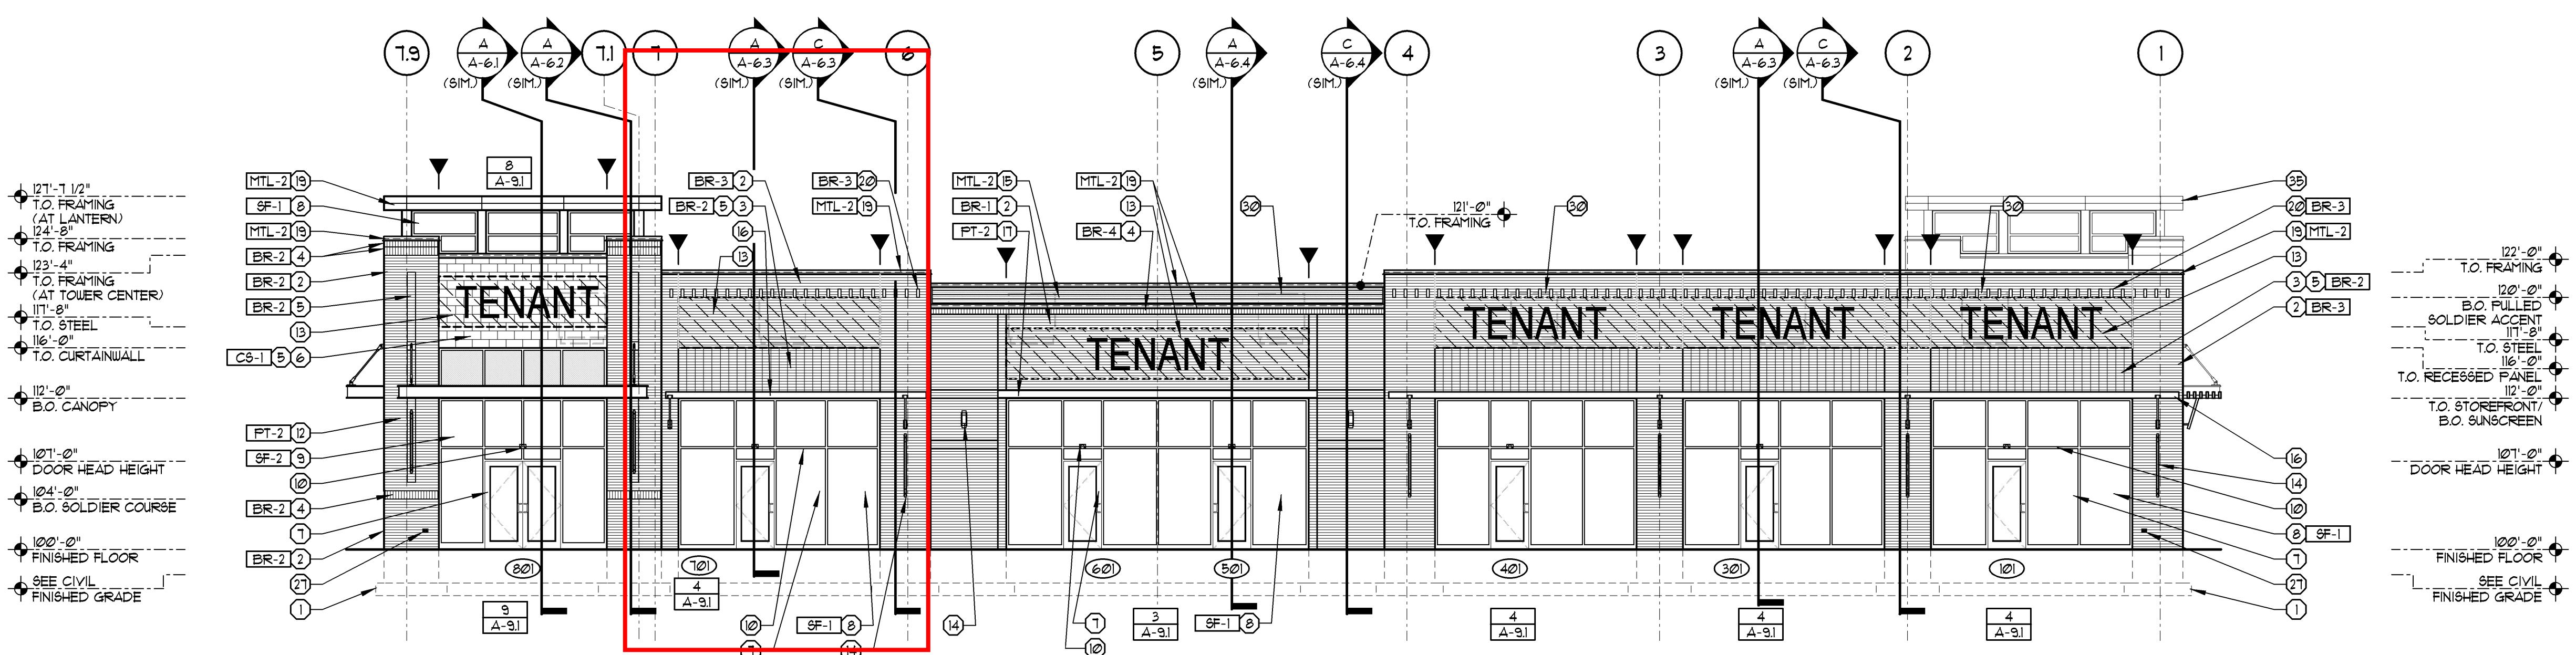 7.9
A
A-6.1
(SIM.)
A
A-6.2
(SIM.)
7.1
7
A
A-6.3
(SIM.)
C
A-6.3
(SIM.)
6
5
A
A-6.4
(SIM.)
C
A-6.4
(SIM.)
4
3
A
A-6.3
(SIM.)
C
A-6.3
(SIM.)
2
1
127'-7 1/2"
T.O. FRAMING
(AT LANTERN)
124'-8"
T.O. FRAMING
123'-4"
T.O. FRAMING
(AT TOWER CENTER)
117'-8"
T.O. STEEL
116'-0"
T.O. CURTAINWALL
112'-0"
B.O. CANOPY
107'-0"
DOOR HEAD HEIGHT
104'-0"
B.O. SOLDIER COURSE
100'-0"
FINISHED FLOOR
SEE CIVIL
FINISHED GRADE
MTL-2 19
SF-1 8
MTL-2 19
BR-2 4
BR-2 2
BR-2 5
13
CS-1 5 6
PT-2 12
SF-2 9
10
BR-2 4
7
BR-2 2
27
1
8
A-9.1
TENANT
801
9
A-9.1
BR-3 2
BR-2 5 3
16
13
BR-3 20
MTL-2 19
701
4
A-9.1
10
SF-1 8
14
MTL-2 15
BR-1 2
PT-2 17
MTL-2 19
13
BR-4 4
30
121'-0"
T.O. FRAMING
30
30
TENANT
601
501
14
7
10
3
A-9.1
SF-1 8
TENANT
TENANT
TENANT
401
301
101
4
A-9.1
4
A-9.1
4
A-9.1
35
20 BR-3
19 MTL-2
13
3 5 BR-2
2 BR-3
16
14
10
8 SF-1
7
27
1
122'-0"
T.O. FRAMING
120'-0"
B.O. PULLED
SOLDIER ACCENT
117'-8"
T.O. STEEL
116'-0"
T.O. RECESSED PANEL
112'-0"
T.O. STOREFRONT/
B.O. SUNSCREEN
107'-0"
DOOR HEAD HEIGHT
100'-0"
FINISHED FLOOR
SEE CIVIL
FINISHED GRADE